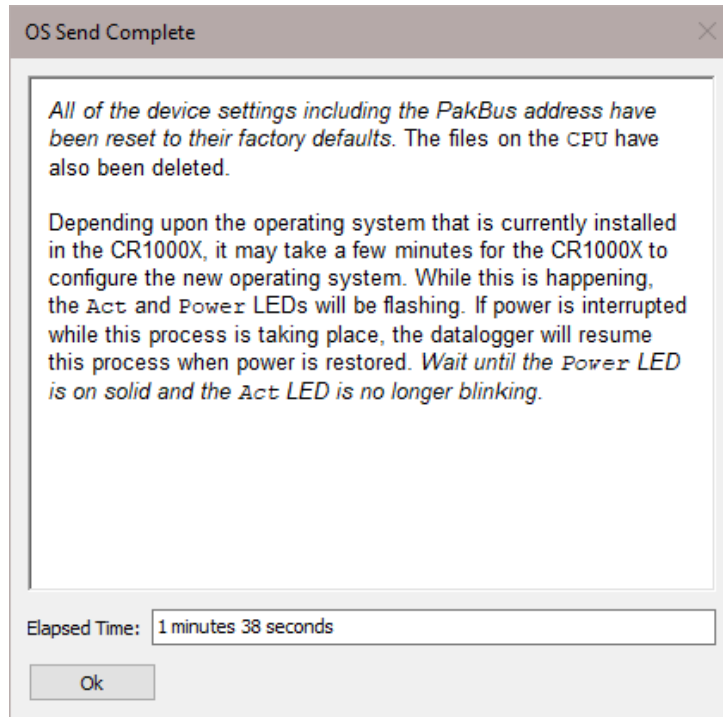 OS Send Complete
All of the device settings including the PakBus address have
been reset to their factory defaults. The files on the CPU have
also been deleted.
Depending upon the operating system that is currently installed
in the CR1000X, it may take a few minutes for the CR1000X to
configure the new operating system. While this is happening,
the Act and Power LEDs will be flashing. If power is interrupted
while this process is taking place, the datalogger will resume
this process when power is restored. Wait until the Power LED
is on solid and the Act LED is no longer blinking.
Elapsed Time: 1 minutes 38 seconds
Ok